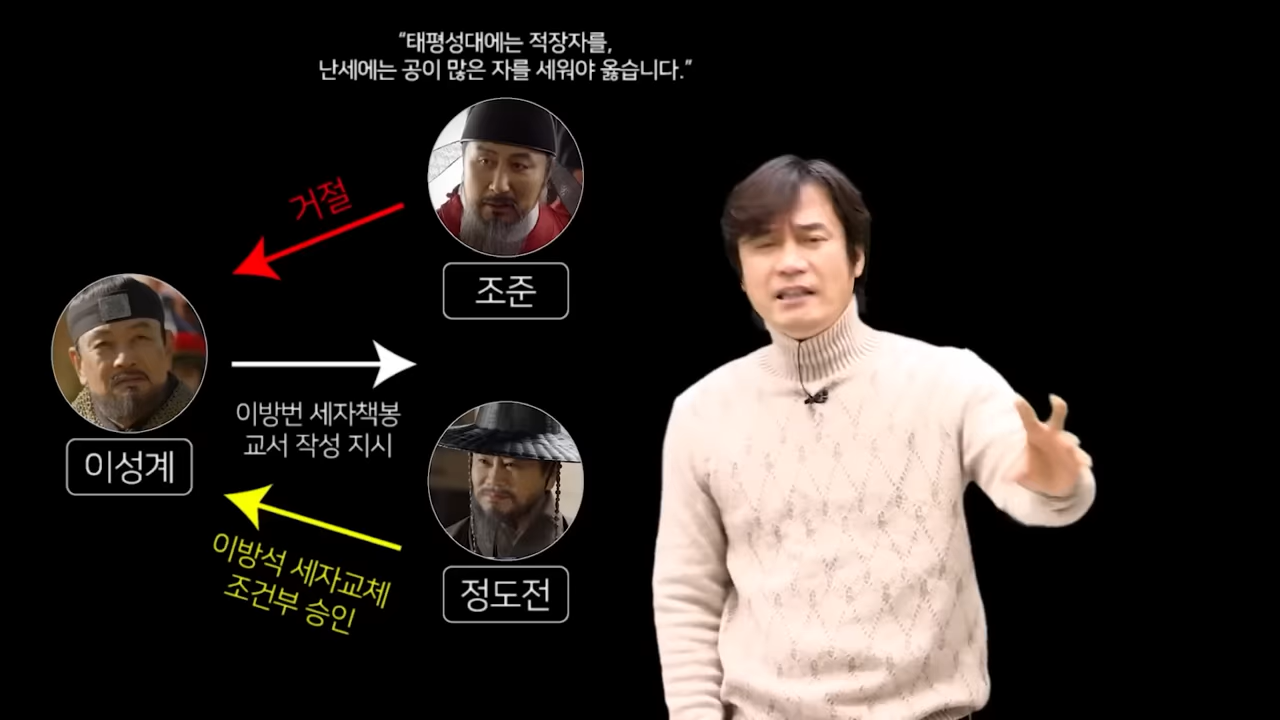 “태평성대에는 적장자를,
난세에는 공이 많은 자를 세워야 옳습니다.”
거절
조준
이성계
이방번 세자책봉
교서 작성 지시
이방석 세자교체
조건부 승인
정도전